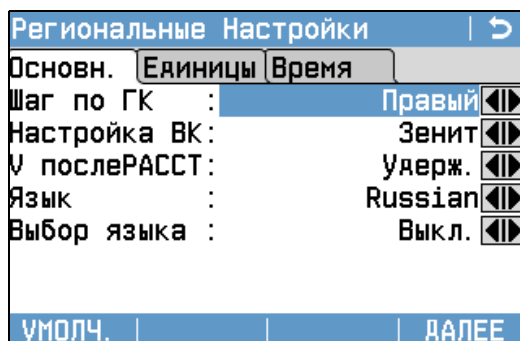 Региональные Настройки
Основн. Единицы Время
Шаг по ГК : Правый
Настройка ВК: Зенит
V послеРАССТ: Удерж.
Язык : Russian
Выбор языка : Выкл.
УМОЛЧ. ДАЛЕЕ